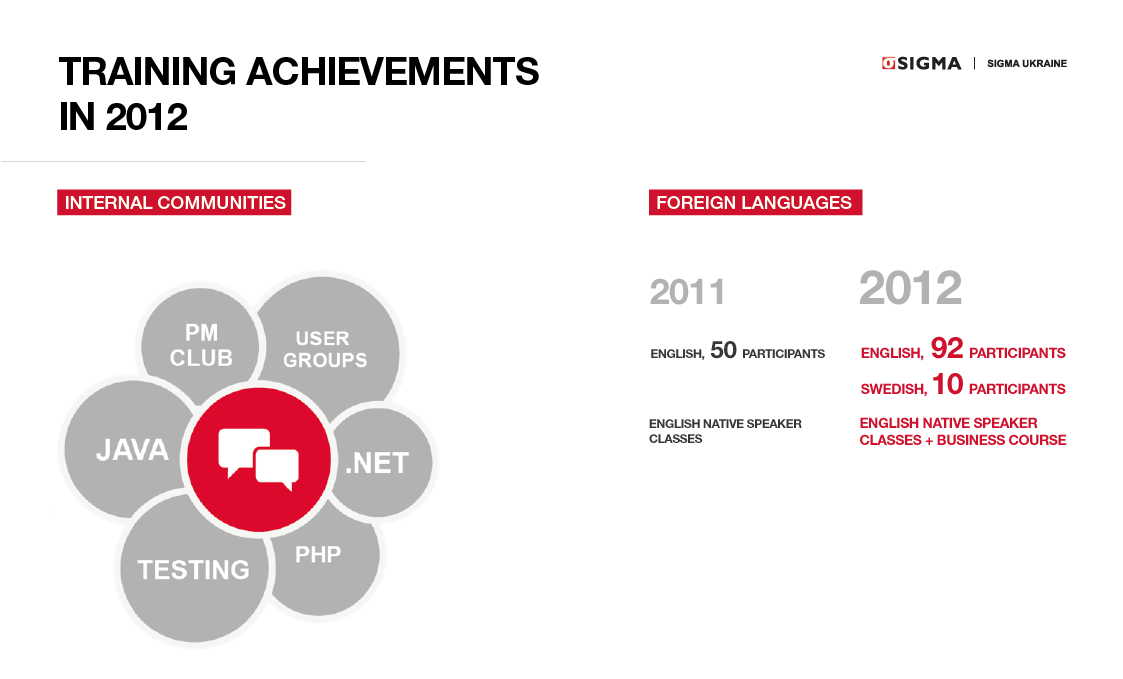 TRAINING ACHIEVEMENTS
IN 2012
SIGMA | SIGMA UKRAINE
INTERNAL COMMUNITIES
PM
CLUB
USER
GROUPS
JAVA
.NET
TESTING
PHP
FOREIGN LANGUAGES
2011
ENGLISH, 50 PARTICIPANTS
ENGLISH NATIVE SPEAKER
CLASSES
2012
ENGLISH, 92 PARTICIPANTS
SWEDISH, 10 PARTICIPANTS
ENGLISH NATIVE SPEAKER
CLASSES + BUSINESS COURSE